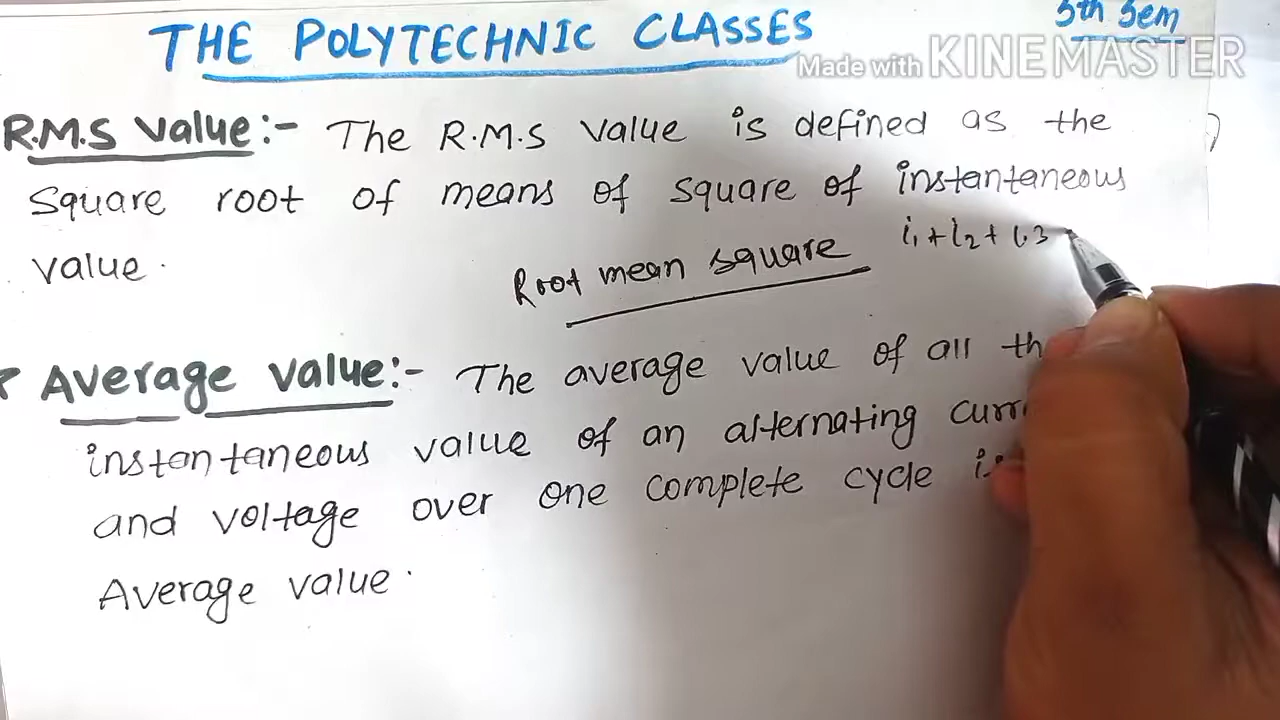 THE POLYTECHNIC CLASSES
5th Sem
Made with KINEMASTER
R.M.S Value:- The R.M.S Value is defined as the
Square root of means of square of instantaneous
value.
Root mean square
i1+i2+i3
Average value:- The average value of all
instantaneous value of an alternating
and voltage over one complete cycle
Average value.